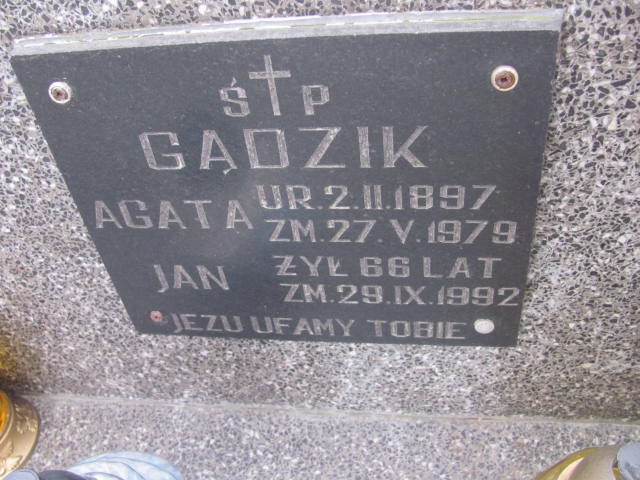 Ś P
GĄDZIK
AGATA UR. 2. II. 1897
ZM. 27. V. 1979
JAN ŻYŁ 66 LAT
ZM. 29. IX. 1992
JEZU UFAMY TOBIE